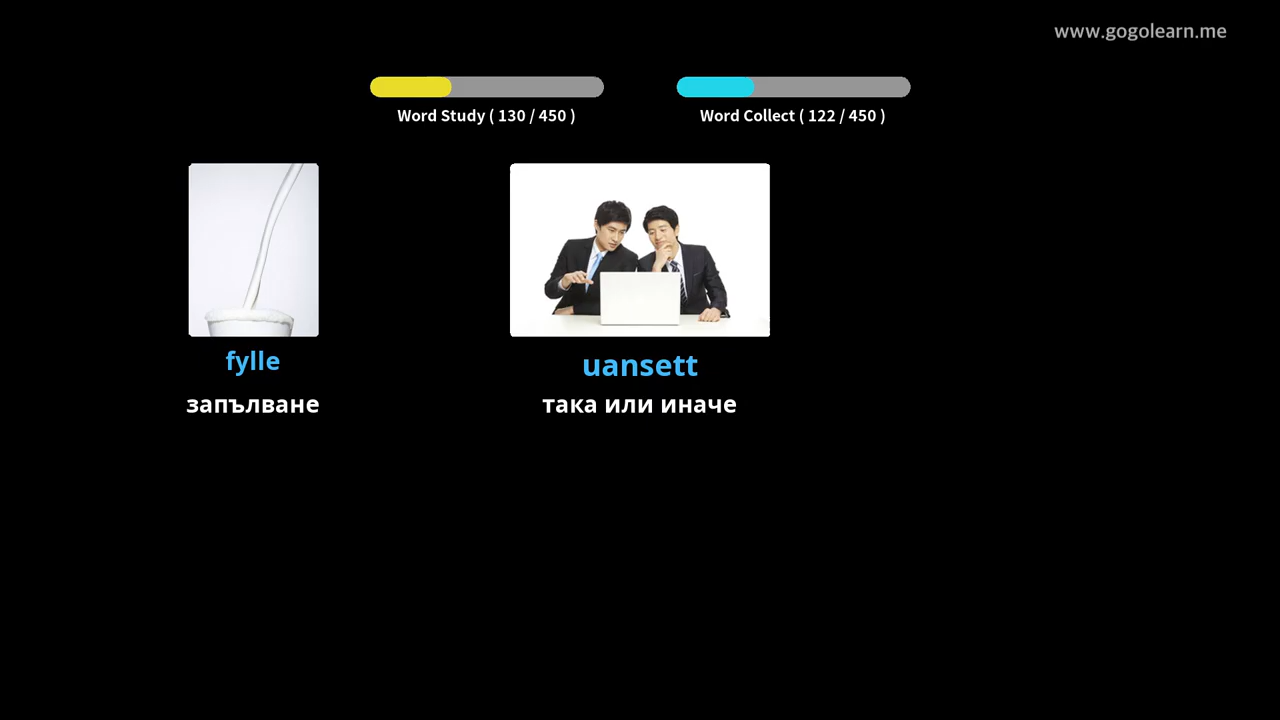 www.gogolearn.me
Word Study ( 130 / 450 )
Word Collect ( 122 / 450 )
fylle
запълване
uansett
така или иначе